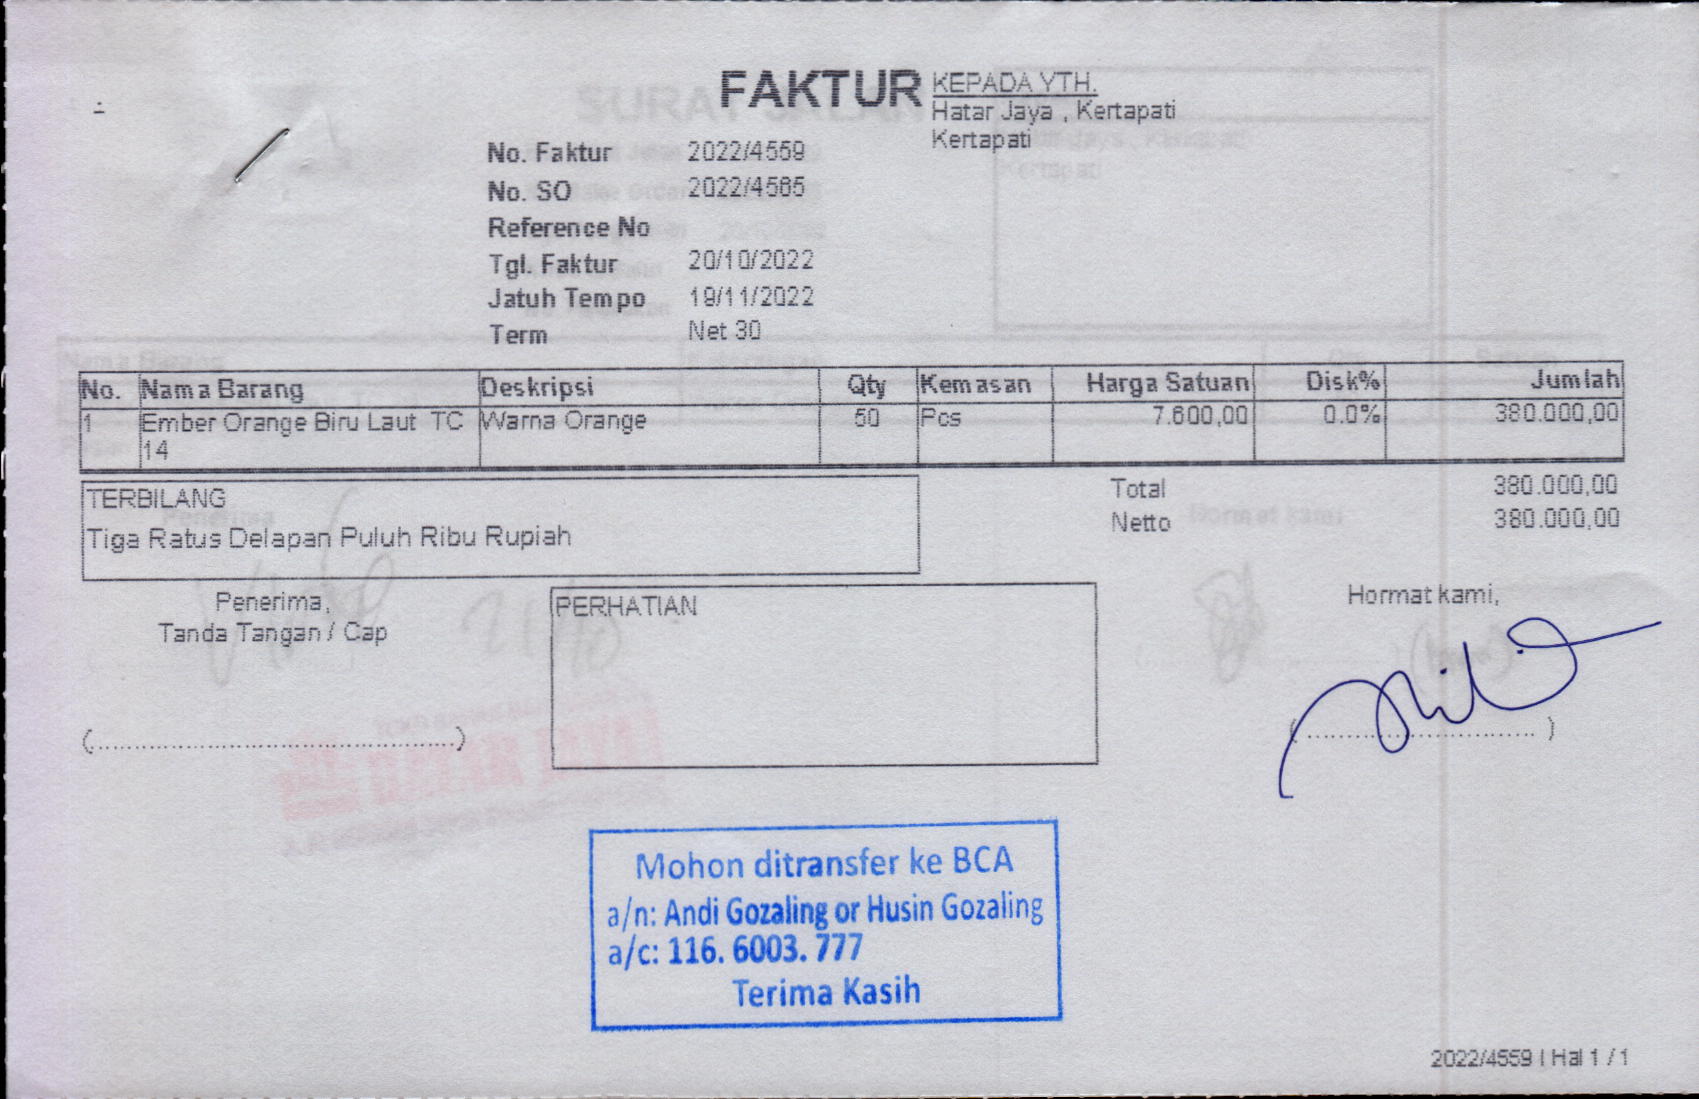 FAKTUR
KEPADA YTH.
Hatar Jaya , Kertapati
Kertapati
No. Faktur 2022/4559
No. SO 2022/4565
Reference No
Tgl. Faktur 20/10/2022
Jatuh Tempo 19/11/2022
Term Net 30
No. Nama Barang Deskripsi Qty Kemasan Harga Satuan Disk% Jumlah
1 Ember Orange Biru Laut TC Warna Orange 50 Pcs 7.600,00 0.0% 380.000,00
14
TERBILANG
Tiga Ratus Delapan Puluh Ribu Rupiah
Total 380.000,00
Netto 380.000,00
Penerima,
Tanda Tangan / Cap
(..............................................)
PERHATIAN
Hormat kami,
(.................................)
Mohon ditransfer ke BCA
a/n: Andi Gozaling or Husin Gozaling
a/c: 116. 6003. 777
Terima Kasih
2022/4559 | Hal 1 / 1